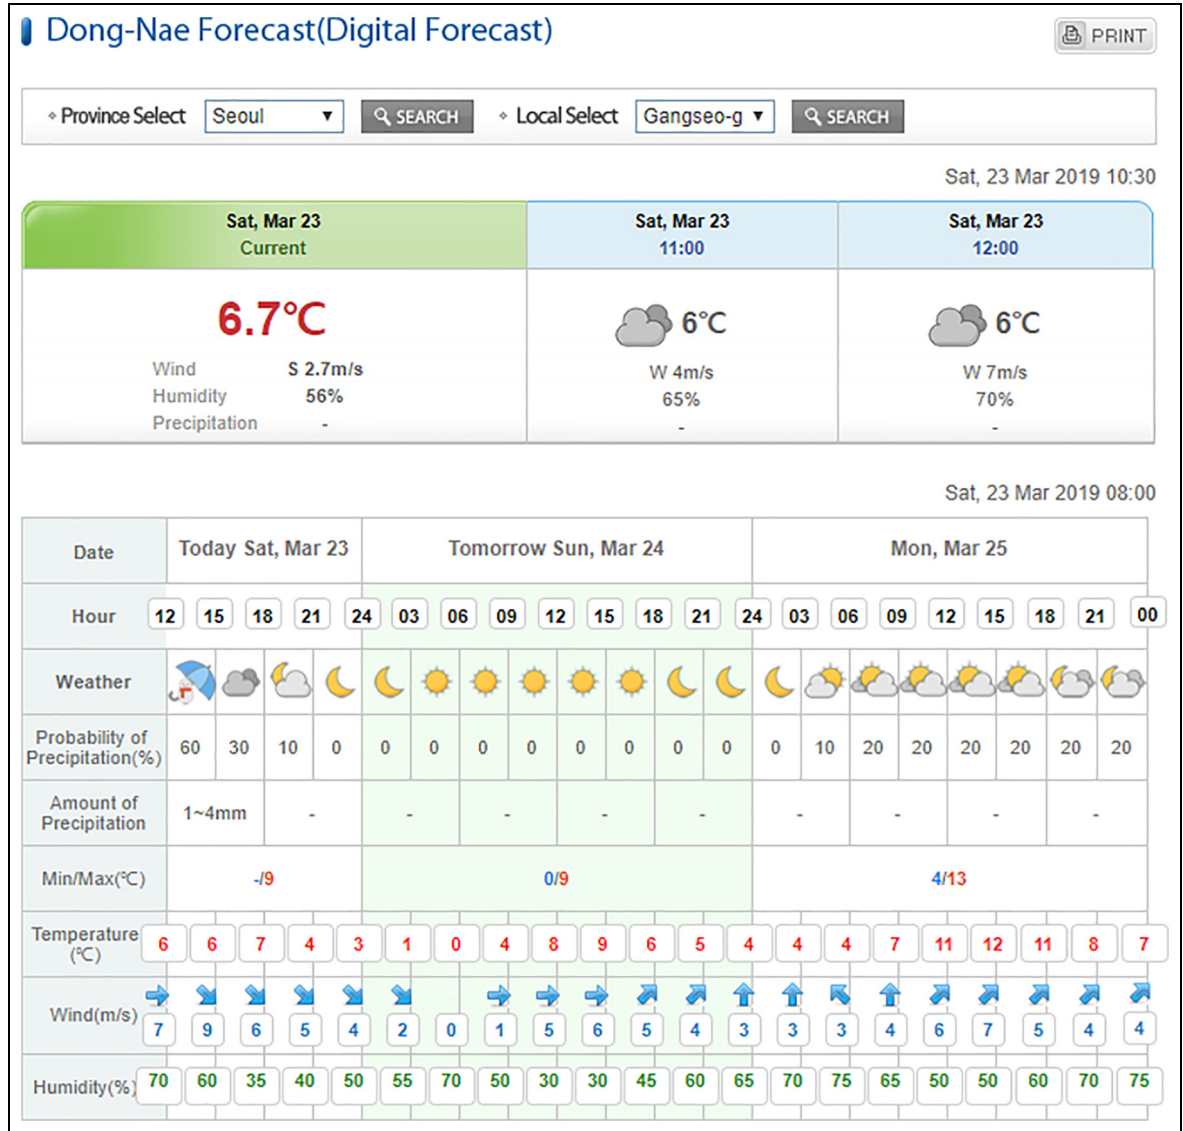 Dong-Nae Forecast(Digital Forecast)
PRINT
Province Select Seoul SEARCH Local Select Gangseo-g SEARCH
Sat, 23 Mar 2019 10:30
Sat, Mar 23 Sat, Mar 23 Sat, Mar 23
Current 11:00 12:00
6.7℃ 6℃ 6℃
Wind S 2.7m/s W 4m/s W 7m/s
Humidity 56% 65% 70%
Precipitation - - -
Sat, 23 Mar 2019 08:00
Date Today Sat, Mar 23 Tomorrow Sun, Mar 24 Mon, Mar 25
Hour 12 15 18 21 24 03 06 09 12 15 18 21 24 03 06 09 12 15 18 21 00
Weather
Probability of
Precipitation(%) 60 30 10 0 0 0 0 0 0 0 0 0 0 10 20 20 20 20 20 20
Amount of
Precipitation 1~4mm - - - - - - - - -
Min/Max(℃) -/9 0/9 4/13
Temperature
(℃) 6 6 7 4 3 1 0 4 8 9 6 5 4 4 4 7 11 12 11 8 7
Wind(m/s) 7 9 6 5 4 2 0 1 5 6 5 4 3 3 3 4 6 7 5 4 4
Humidity(%) 70 60 35 40 50 55 70 50 30 30 45 60 65 70 75 65 50 50 60 70 75